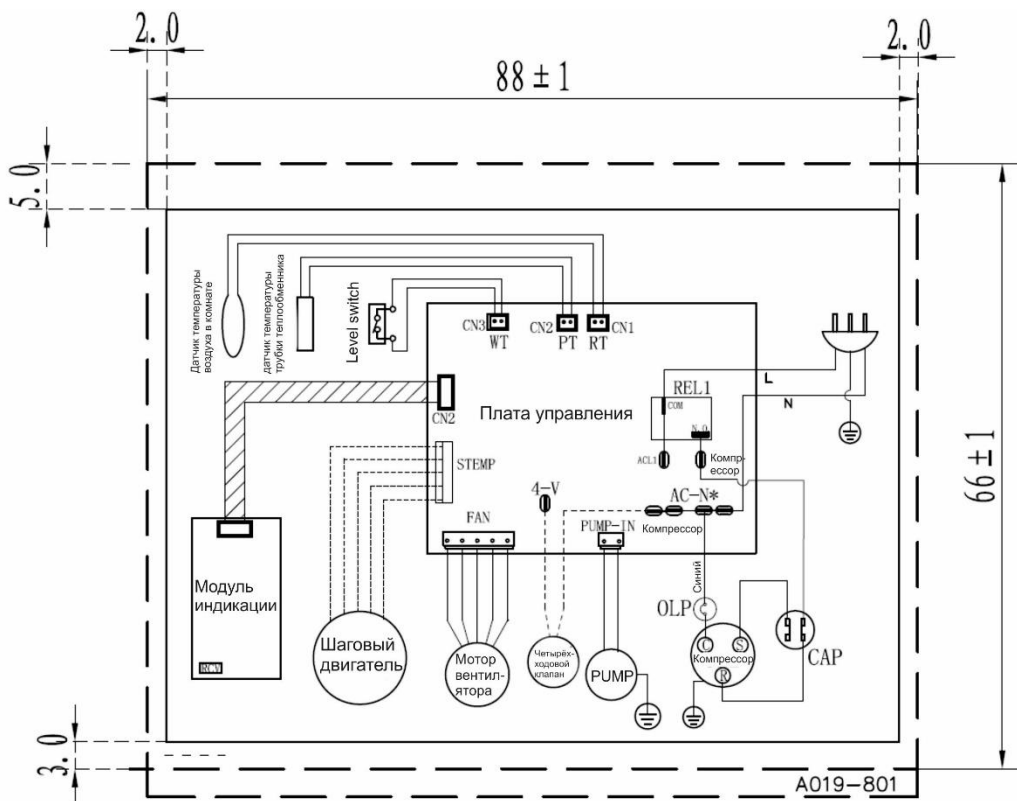 2.0
2.0
88±1
5.0
66±1
3.0
Датчик температуры
воздуха в комнате
датчик температуры
трубки теплообменника
Level switch
CN3
WT
CN2
PT
RT
CN1
L
N
CN2
Плата управления
REL1
COM
N.O
ACL1
Комп-
рессор
STEMP
4-V
AC-N*
FAN
PUMP-IN
Компрессор
Синий
OLP
Модуль
индикации
RCV
Шаговый
двигатель
Мотор
вентил-
ятора
Четырёх-
ходовой
клапан
PUMP
C
S
Компрессор
R
CAP
A019-801